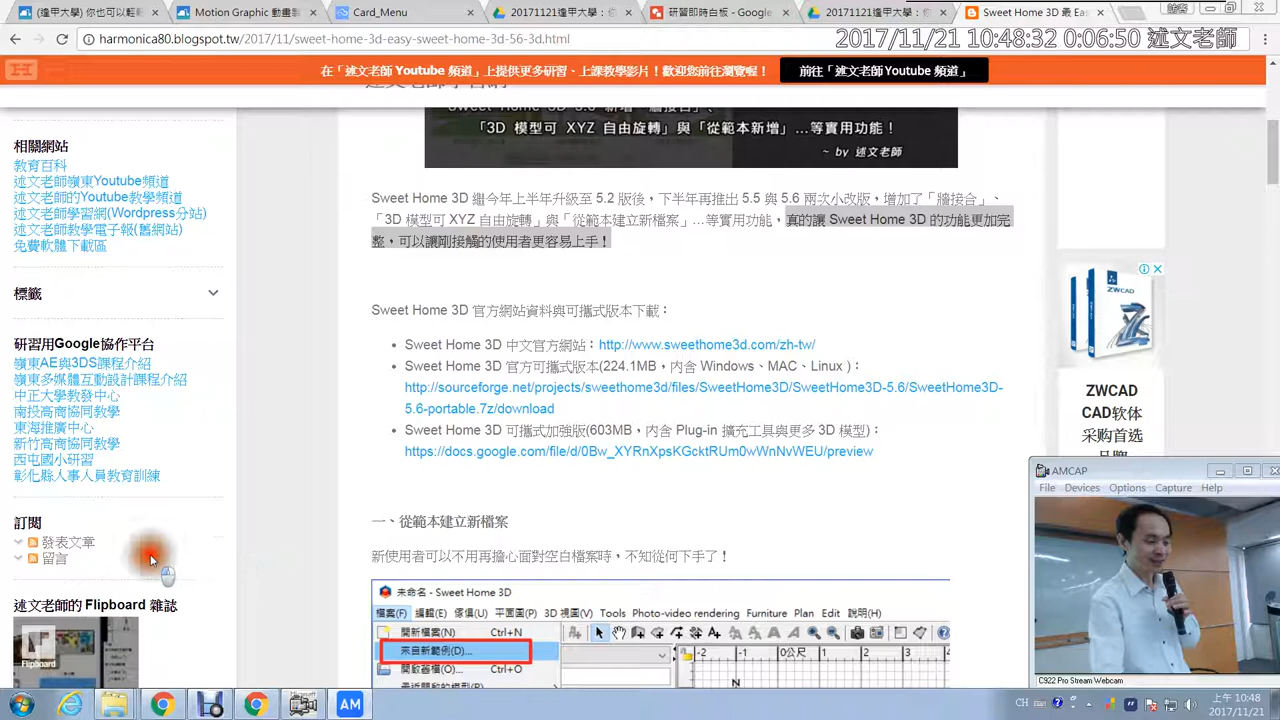 逢甲大學) 你也可以輕鬆
Motion Graphic 動畫製
Card_Menu
20171121逢甲大學：你
研習即時白板 - Google
20171121逢甲大學：你
Sweet Home 3D 最 Eas
harmonica80.blogspot.tw/2017/11/sweet-home-3d-easy-sweet-home-3d-56-3d.html
2017/11/21 10:48:32 0:06:50 述文老師
在「述文老師 Youtube 頻道」上提供更多研習、上課教學影片！歡迎您前往瀏覽喔！
前往「述文老師Youtube 頻道」
「3D 模型可 XYZ 自由旋轉」與「從範本新增」...等實用功能！
~ by 述文老師
相關網站
教育百科
述文老師嶺東Youtube頻道
述文老師的Youtube教學頻道
述文老師學習網(Wordpress分站)
述文老師教學電子報(舊網站)
免費軟體下載區
標籤
研習用Google協作平台
嶺東AE與3DS課程介紹
嶺東多媒體互動設計課程介紹
中正大學教發中心
南投高商協同教學
東海推廣中心
新竹高商協同教學
西屯國小研習
彰化縣人事人員教育訓練
訂閱
發表文章
留言
述文老師的 Flipboard 雜誌
Flipboard
Sweet Home 3D 繼今年上半年升級至 5.2 版後，下半年再推出 5.5 與 5.6 兩次小改版，增加了「牆接合」、
「3D 模型可 XYZ 自由旋轉」與「從範本建立新檔案」...等實用功能，真的讓 Sweet Home 3D 的功能更加完
整，可以讓剛接觸的使用者更容易上手！
Sweet Home 3D 官方網站資料與可攜式版本下載：
Sweet Home 3D 中文官方網站：http://www.sweethome3d.com/zh-tw/
Sweet Home 3D 官方可攜式版本(224.1MB，內含 Windows、MAC、Linux )：
http://sourceforge.net/projects/sweethome3d/files/SweetHome3D/SweetHome3D-
5.6/SweetHome3D-5.6-portable.7z/download
Sweet Home 3D 可攜式加強版(603MB，內含 Plug-in 擴充工具與更多 3D 模型)：
https://docs.google.com/file/d/0Bw_XYRnXpsKGcktRUm0wWnNvWEU/preview
一、從範本建立新檔案
新使用者可以不用再擔心面對空白檔案時，不知從何下手了！
未命名 - Sweet Home 3D
檔案(F) 編輯(E) 傢俱(U) 平面圖(P) 3D 視圖(V) Tools Photo-video rendering Furniture Plan Edit 說明(H)
開新檔案(N) Ctrl+N
來自新範例(D)...
開啟舊檔(O)... Ctrl+O
-2 -1 0公尺 1 2 3 4
N
ZWCAD
ZWCAD
CAD软体
采购首选
AMCAP
File Devices Options Capture Help
C922 Pro Stream Webcam
AM
CH
上午 10:48
2017/11/21